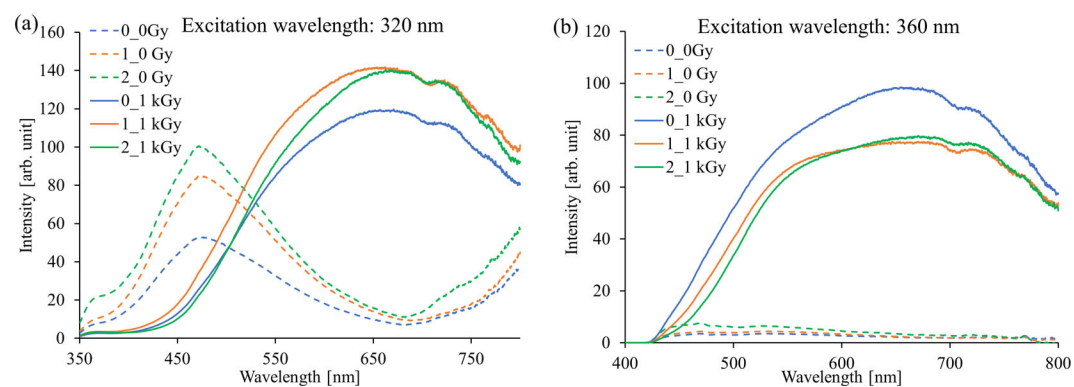 (a)
Excitation wavelength: 320 nm
160
140
120
100
80
60
40
20
0
Intensity [arb. unit]
0_0Gy
1_0 Gy
2_0 Gy
0_1 kGy
1_1 kGy
2_1 kGy
350
450
550
650
750
Wavelength [nm]
(b)
Excitation wavelength: 360 nm
120
100
80
60
40
20
0
Intensity [arb. unit]
0_0Gy
1_0 Gy
2_0 Gy
0_1 kGy
1_1 kGy
2_1 kGy
400
500
600
700
800
Wavelength [nm]